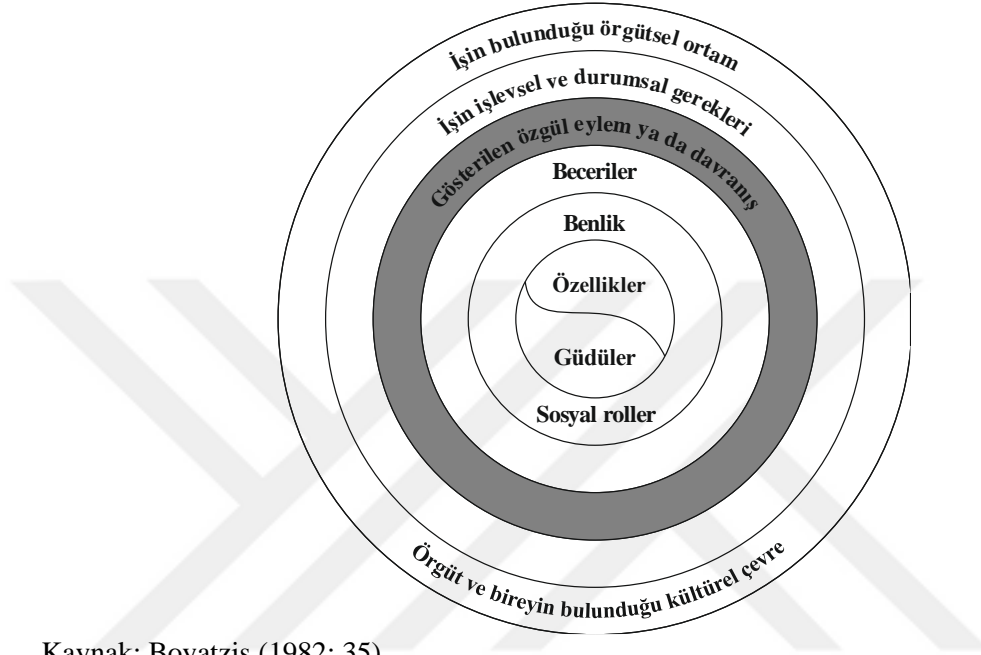 İşin bulunduğu örgütsel ortam
İşin işlevsel ve durumsal gerekleri
Gösterilen özgül eylem ya da davranış
Beceriler
Benlik
Özellikler
Güdüler
Sosyal roller
Örgüt ve bireyin bulunduğu kültürel çevre
Kaynak: Boyatzis (1982: 35)